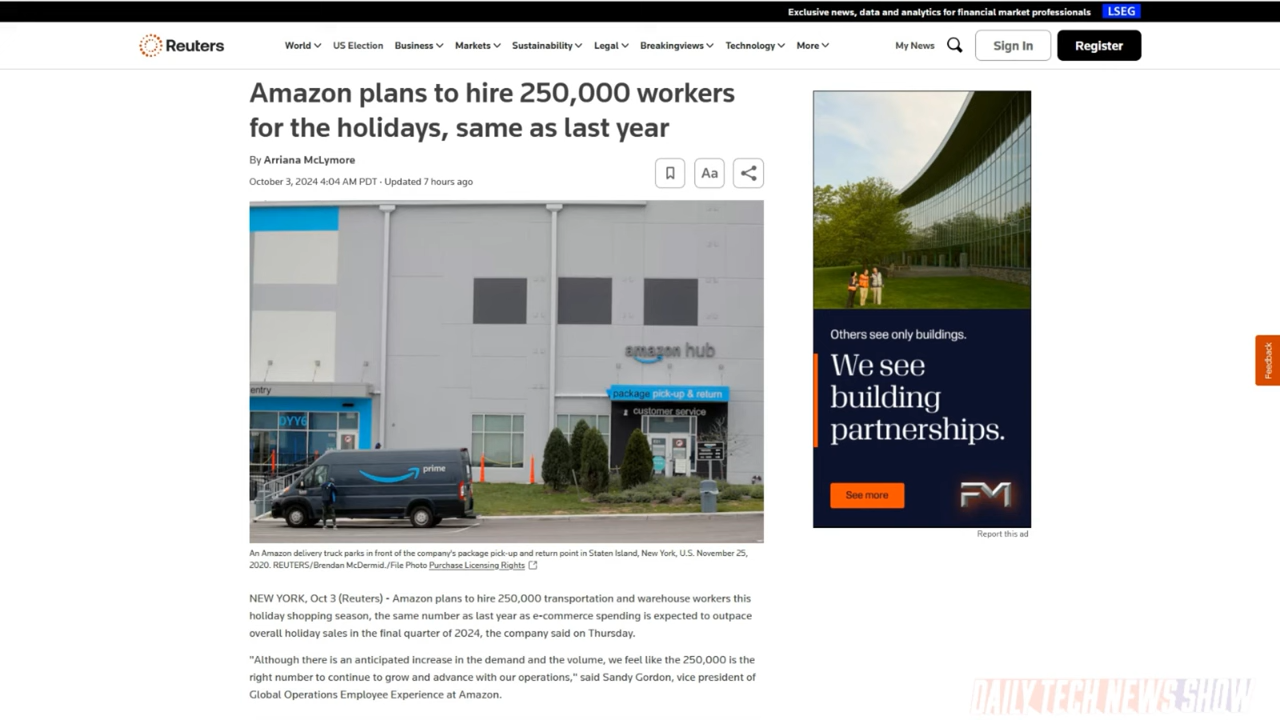 Exclusive news, data and analytics for financial market professionals LSEG
Reuters World US Election Business Markets Sustainability Legal Breakingviews Technology More My News Sign In Register
Amazon plans to hire 250,000 workers
for the holidays, same as last year
By Arriana McLymore
October 3, 2024 4:04 AM PDT · Updated 7 hours ago
Aa
amazon hub
package pick-up & return
customer service
entry
DYY6
prime
An Amazon delivery truck parks in front of the company's package pick-up and return point in Staten Island, New York, U.S. November 25,
2020. REUTERS/Brendan McDermid./File Photo Purchase Licensing Rights
NEW YORK, Oct 3 (Reuters) - Amazon plans to hire 250,000 transportation and warehouse workers this
holiday shopping season, the same number as last year as e-commerce spending is expected to outpace
overall holiday sales in the final quarter of 2024, the company said on Thursday.
"Although there is an anticipated increase in the demand and the volume, we feel like the 250,000 is the
right number to continue to grow and advance with our operations," said Sandy Gordon, vice president of
Global Operations Employee Experience at Amazon.
Others see only buildings.
We see
building
partnerships.
See more
FM
Report this ad
Feedback
DAILY TECH NEWS SHOW